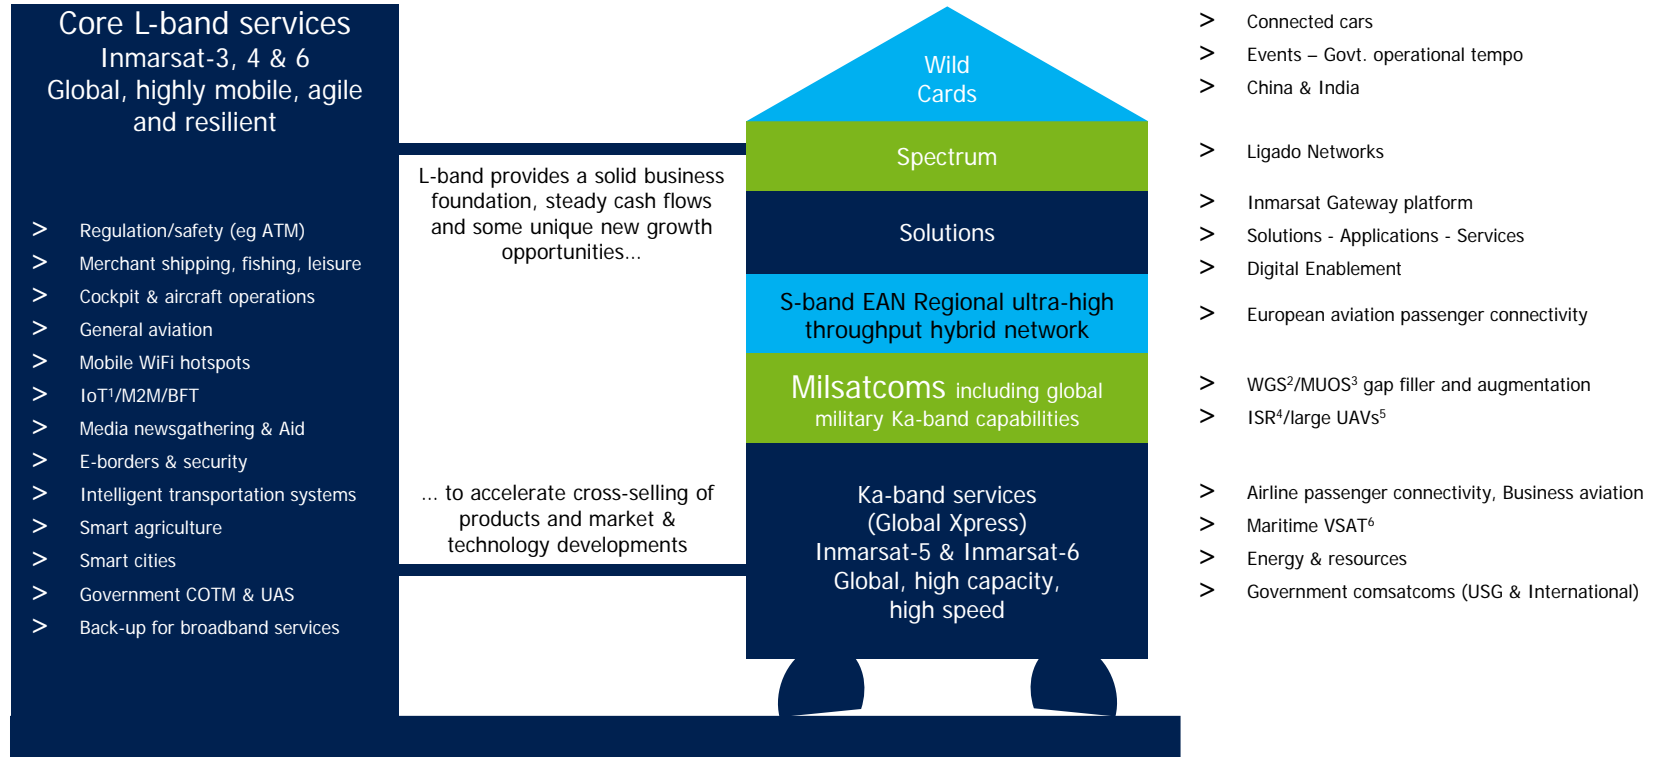 Core L-band services
Inmarsat-3, 4 & 6
Global, highly mobile, agile
and resilient
> Regulation/safety (eg ATM)
> Merchant shipping, fishing, leisure
> Cockpit & aircraft operations
> General aviation
> Mobile WiFi hotspots
> IoT¹/M2M/BFT
> Media newsgathering & Aid
> E-borders & security
> Intelligent transportation systems
> Smart agriculture
> Smart cities
> Government COTM & UAS
> Back-up for broadband services
L-band provides a solid business
foundation, steady cash flows
and some unique new growth
opportunities...
... to accelerate cross-selling of
products and market &
technology developments
Wild
Cards
Spectrum
Solutions
S-band EAN Regional ultra-high
throughput hybrid network
Milsatcoms including global
military Ka-band capabilities
Ka-band services
(Global Xpress)
Inmarsat-5 & Inmarsat-6
Global, high capacity,
high speed
> Connected cars
> Events – Govt. operational tempo
> China & India
> Ligado Networks
> Inmarsat Gateway platform
> Solutions - Applications - Services
> Digital Enablement
> European aviation passenger connectivity
> WGS²/MUOS³ gap filler and augmentation
> ISR⁴/large UAVs⁵
> Airline passenger connectivity, Business aviation
> Maritime VSAT⁶
> Energy & resources
> Government comsatcoms (USG & International)